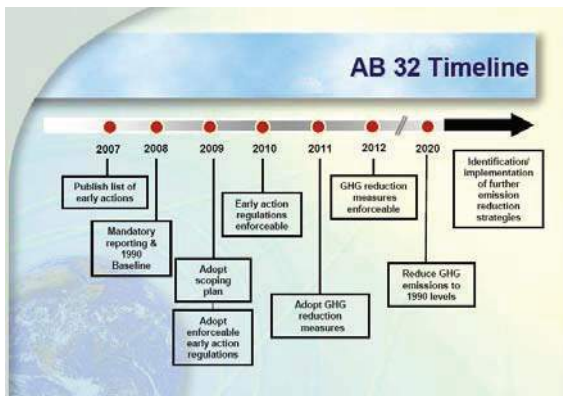 AB 32 Timeline
2007 2008 2009 2010 2011 2012 2020
Publish list of
early actions
Mandatory
reporting &
1990
Baseline
Adopt
scoping
plan
Adopt
enforceable
early action
regulations
Early action
regulations
enforceable
Adopt GHG
reduction
measures
GHG reduction
measures
enforceable
Reduce GHG
emissions to
1990 levels
Identification/
implementation
of further
emission
reduction
strategies